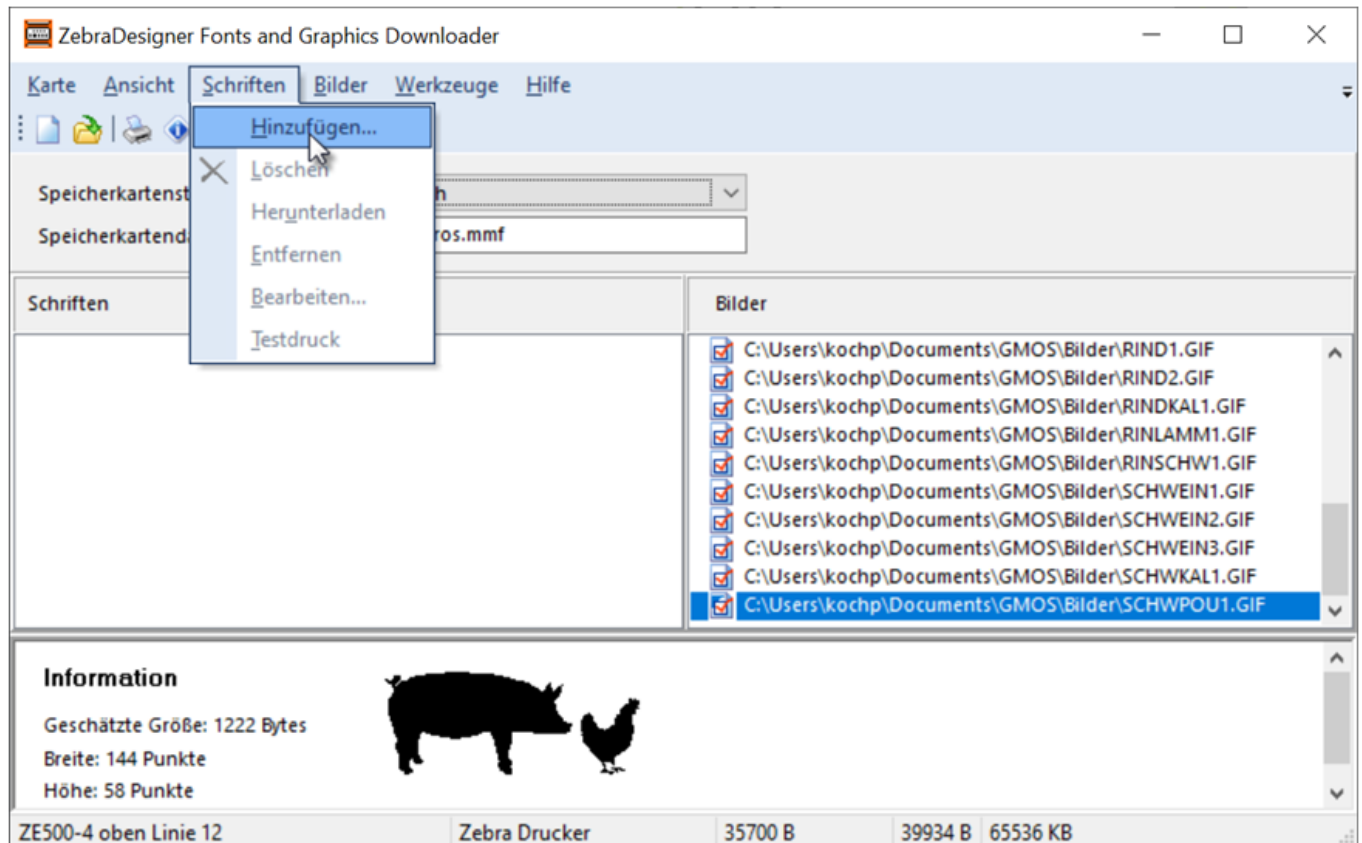 ZebraDesigner Fonts and Graphics Downloader
Karte Ansicht Schriften Bilder Werkzeuge Hilfe
Hinzufügen...
Löschen
Herunterladen
Entfernen
Bearbeiten...
Testdruck
Speicherkartenst h
Speicherkartend ros.mmf
Schriften
Bilder
C:\Users\kochp\Documents\GMOS\Bilder\RIND1.GIF
C:\Users\kochp\Documents\GMOS\Bilder\RIND2.GIF
C:\Users\kochp\Documents\GMOS\Bilder\RINDKAL1.GIF
C:\Users\kochp\Documents\GMOS\Bilder\RINLAMM1.GIF
C:\Users\kochp\Documents\GMOS\Bilder\RINSCHW1.GIF
C:\Users\kochp\Documents\GMOS\Bilder\SCHWEIN1.GIF
C:\Users\kochp\Documents\GMOS\Bilder\SCHWEIN2.GIF
C:\Users\kochp\Documents\GMOS\Bilder\SCHWEIN3.GIF
C:\Users\kochp\Documents\GMOS\Bilder\SCHWKAL1.GIF
C:\Users\kochp\Documents\GMOS\Bilder\SCHWPOU1.GIF
Information
Geschätzte Größe: 1222 Bytes
Breite: 144 Punkte
Höhe: 58 Punkte
ZE500-4 oben Linie 12 Zebra Drucker 35700 B 39934 B 65536 KB